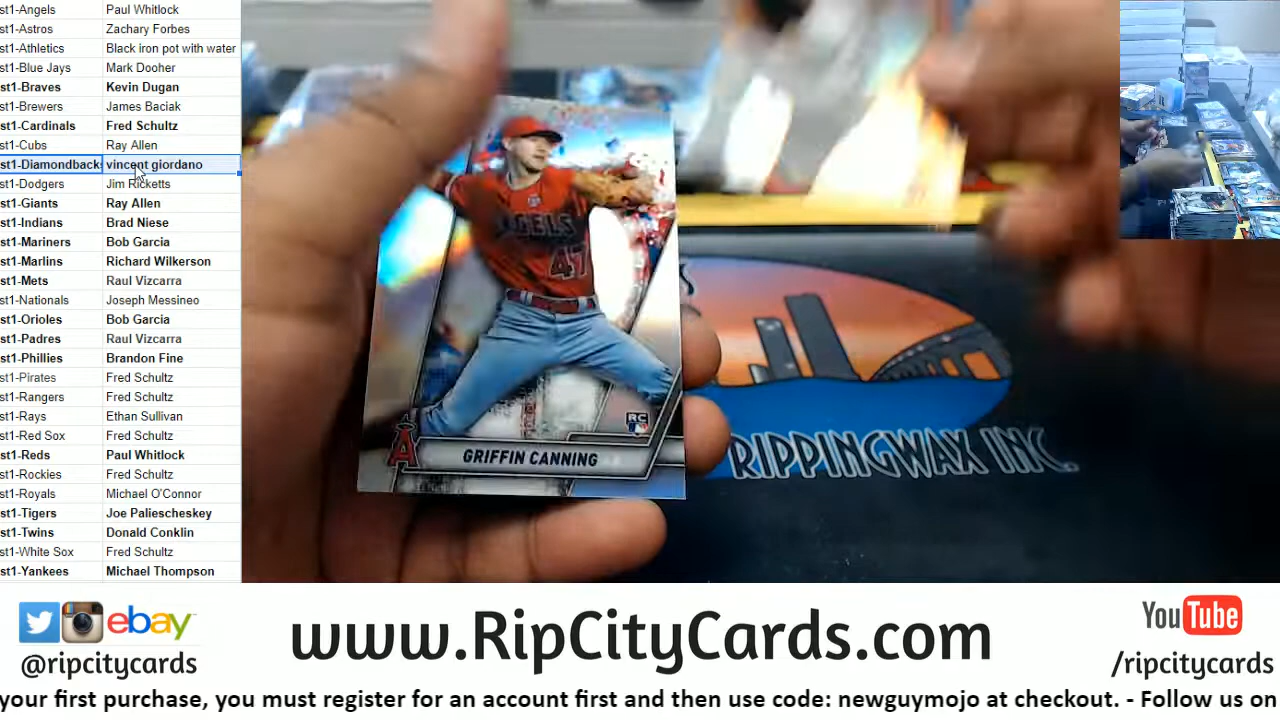 st1-Angels Paul Whitlock
st1-Astros Zachary Forbes
st1-Athletics Black iron pot with water
st1-Blue Jays Mark Dooher
st1-Braves Kevin Dugan
st1-Brewers James Baciak
st1-Cardinals Fred Schultz
st1-Cubs Ray Allen
st1-Diamondbacks vincent giordano
st1-Dodgers Jim Ricketts
st1-Giants Ray Allen
st1-Indians Brad Niese
st1-Mariners Bob Garcia
st1-Marlins Richard Wilkerson
st1-Mets Raul Vizcarra
st1-Nationals Joseph Messineo
st1-Orioles Bob Garcia
st1-Padres Raul Vizcarra
st1-Phillies Brandon Fine
st1-Pirates Fred Schultz
st1-Rangers Fred Schultz
st1-Rays Ethan Sullivan
st1-Red Sox Fred Schultz
st1-Reds Paul Whitlock
st1-Rockies Fred Schultz
st1-Royals Michael O'Connor
st1-Tigers Joe Paliescheskey
st1-Twins Donald Conklin
st1-White Sox Fred Schultz
st1-Yankees Michael Thompson
ANGELS
47
RC
A
GRIFFIN CANNING
RIPPINGWAX INC.
ebay
@ripcitycards
www.RipCityCards.com
YouTube
/ripcitycards
your first purchase, you must register for an account first and then use code: newguymojo at checkout. - Follow us on